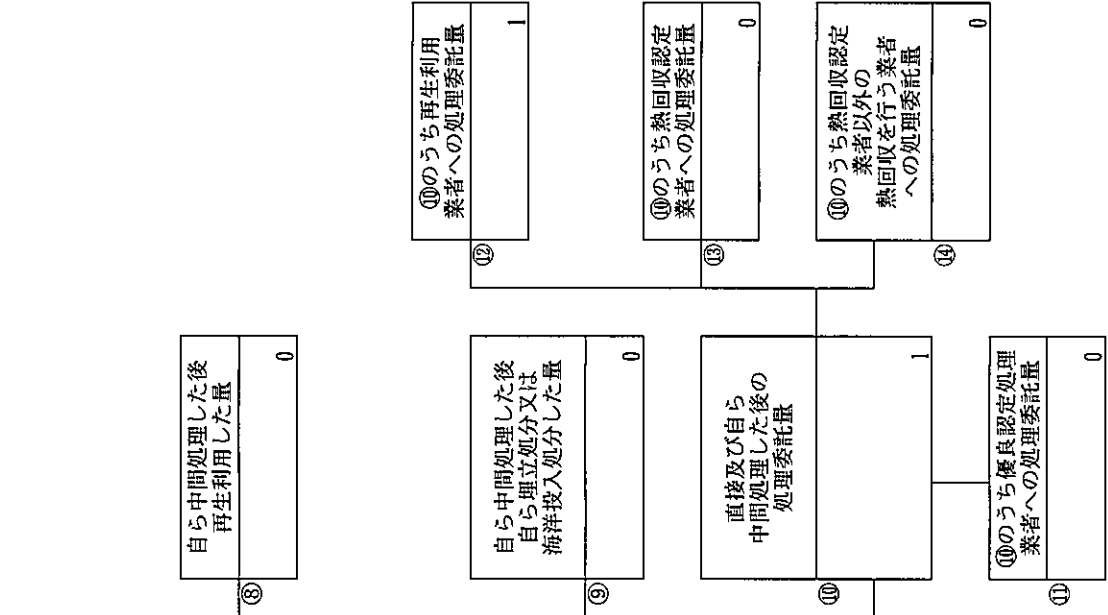 ⑧
自ら中間処理した後
再生利用した量
0
⑨
自ら中間処理した後
自ら埋立処分又は
海洋投入処分した量
0
⑩
直接及び自ら
中間処理した後の
処理委託量
1
⑪
⑩のうち優良認定処理
業者への処理委託量
0
⑫
⑩のうち再生利用
業者への処理委託量
1
⑬
⑩のうち熱回収認定
業者への処理委託量
0
⑭
⑩のうち熱回収認定
業者以外の
熱回収を行う業者
への処理委託量
0